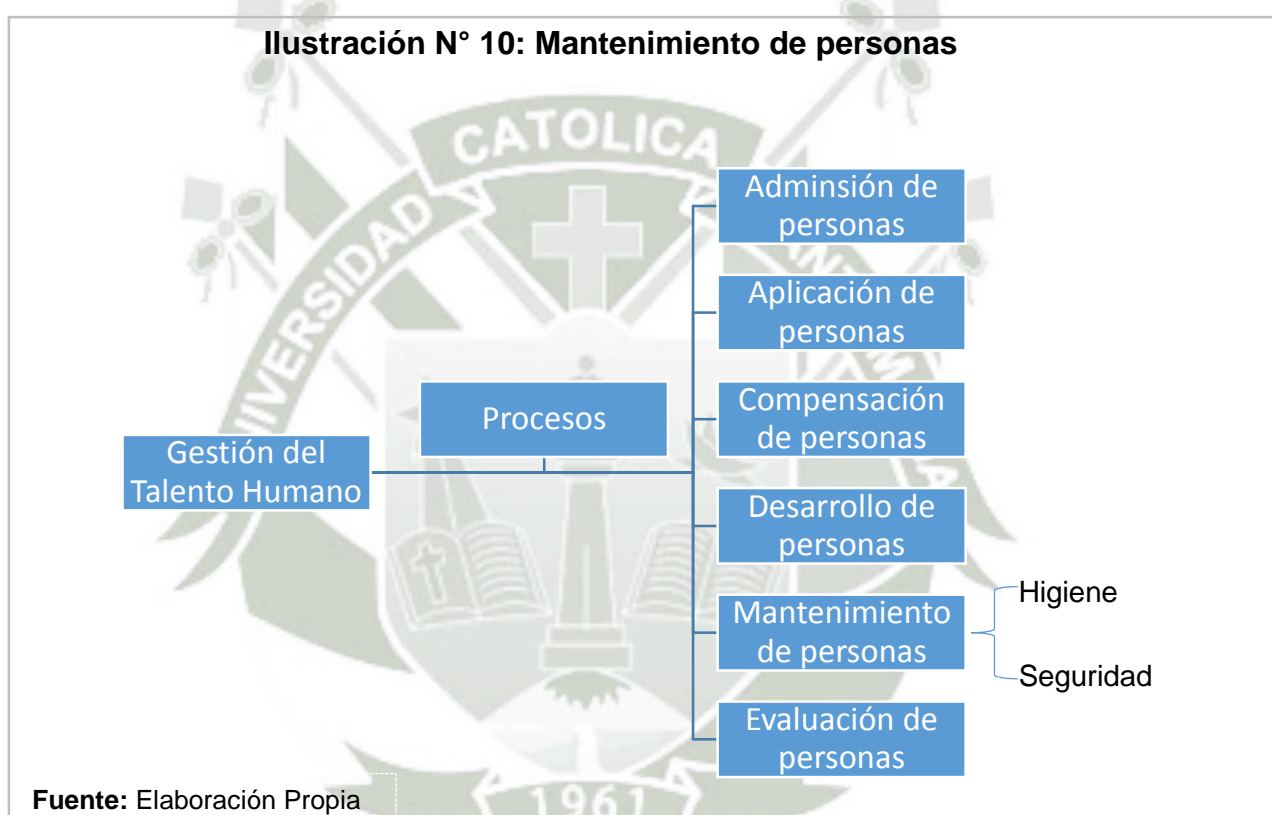 Ilustración N° 10: Mantenimiento de personas
UNIVERSIDAD
CATOLICA
Gestión del
Talento Humano
Procesos
Adminsión de
personas
Aplicación de
personas
Compensación
de personas
Desarrollo de
personas
Mantenimiento
de personas
Higiene
Seguridad
Evaluación de
personas
1961
Fuente: Elaboración Propia